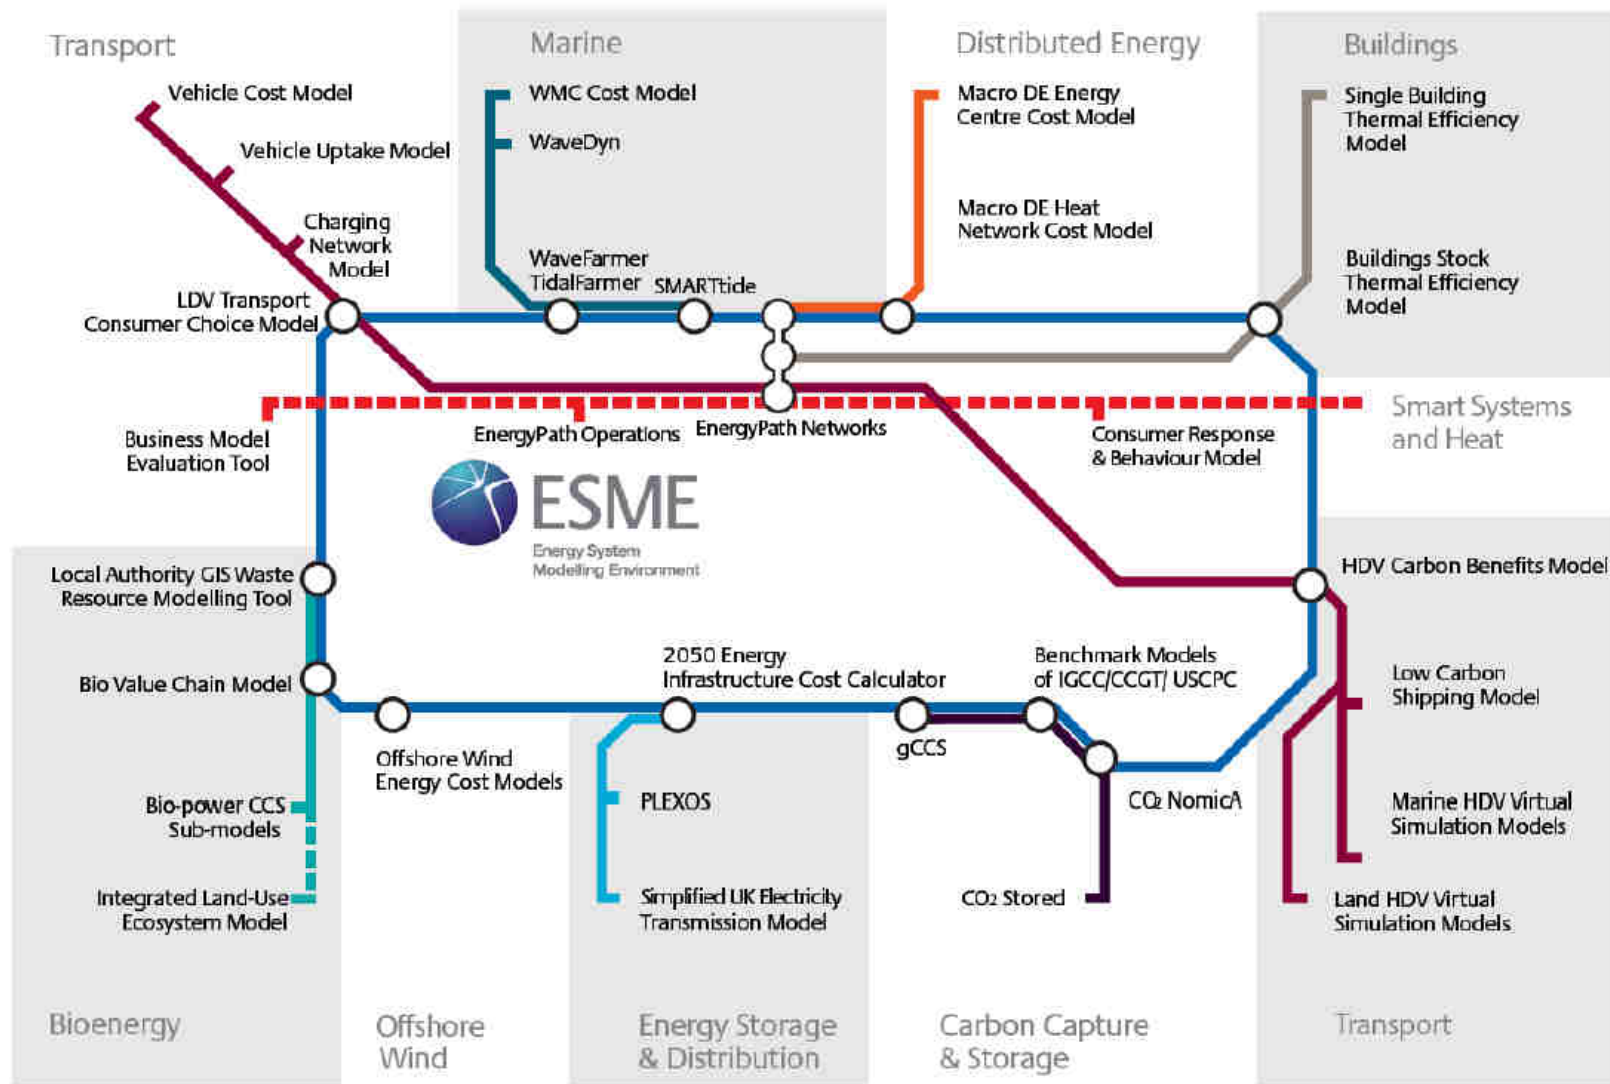 Transport
Marine
Distributed Energy
Buildings
Vehicle Cost Model
Vehicle Uptake Model
Charging
Network
Model
LDV Transport
Consumer Choice Model
WMC Cost Model
WaveDyn
WaveFarmer
TidalFarmer
SMARTtide
Macro DE Energy
Centre Cost Model
Macro DE Heat
Network Cost Model
Single Building
Thermal Efficiency
Model
Buildings Stock
Thermal Efficiency
Model
Business Model
Evaluation Tool
EnergyPath Operations
EnergyPath Networks
Consumer Response
& Behaviour Model
Smart Systems
and Heat
ESME
Energy System
Modelling Environment
Local Authority GIS Waste
Resource Modelling Tool
Bio Value Chain Model
Bio-power CCS
Sub-models
Integrated Land-Use
Ecosystem Model
Offshore Wind
Energy Cost Models
2050 Energy
Infrastructure Cost Calculator
PLEXOS
Simplified UK Electricity
Transmission Model
gCCS
Benchmark Models
of IGCC/CCGT/ USCPC
CO2 NomicA
CO2 Stored
HDV Carbon Benefits Model
Low Carbon
Shipping Model
Marine HDV Virtual
Simulation Models
Land HDV Virtual
Simulation Models
Bioenergy
Offshore
Wind
Energy Storage
& Distribution
Carbon Capture
& Storage
Transport